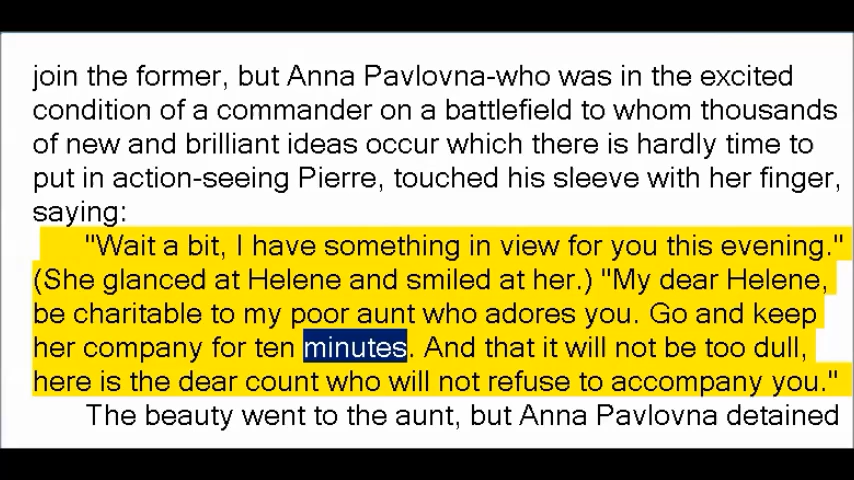 join the former, but Anna Pavlovna-who was in the excited
condition of a commander on a battlefield to whom thousands
of new and brilliant ideas occur which there is hardly time to
put in action-seeing Pierre, touched his sleeve with her finger,
saying:
"Wait a bit, I have something in view for you this evening."
(She glanced at Helene and smiled at her.) "My dear Helene,
be charitable to my poor aunt who adores you. Go and keep
her company for ten minutes. And that it will not be too dull,
here is the dear count who will not refuse to accompany you."
The beauty went to the aunt, but Anna Pavlovna detained